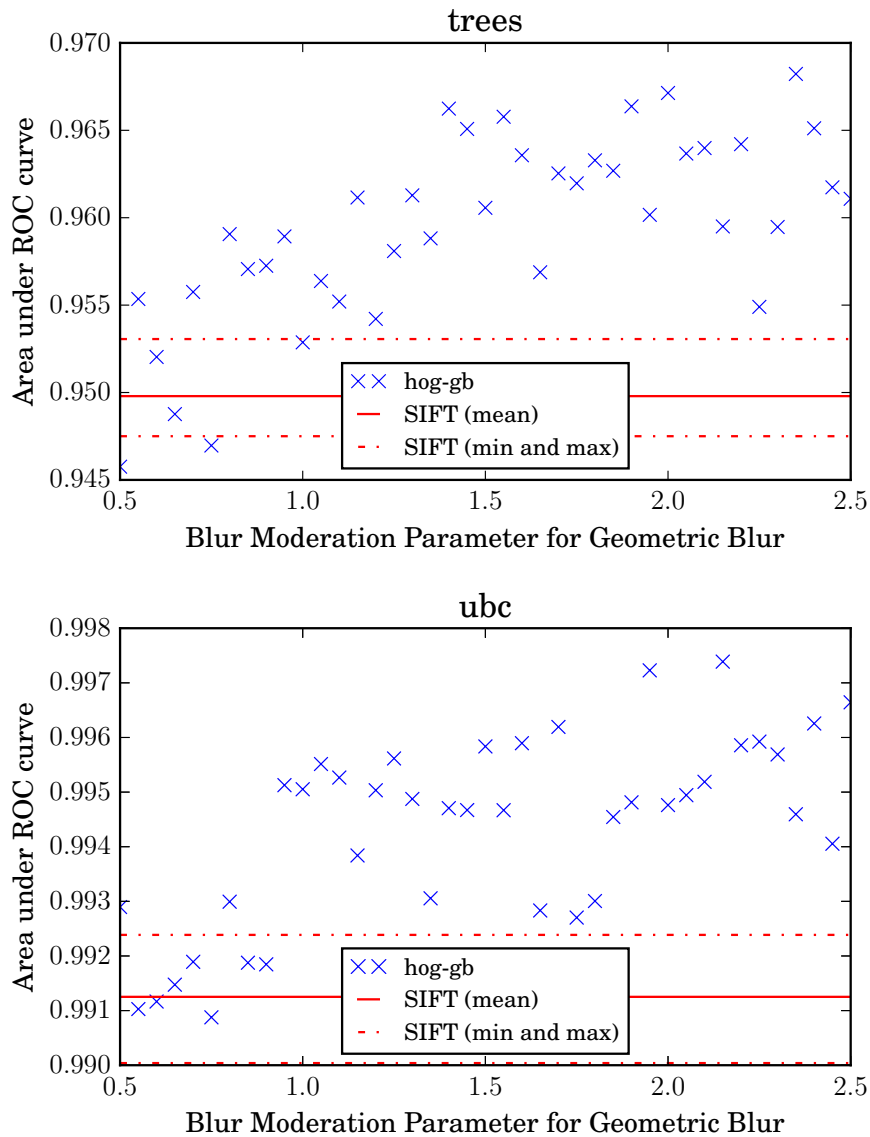 trees
0.970
0.965
0.960
0.955
0.950
0.945
Area under ROC curve
hog-gb
SIFT (mean)
SIFT (min and max)
0.5 1.0 1.5 2.0 2.5
Blur Moderation Parameter for Geometric Blur
ubc
0.998
0.997
0.996
0.995
0.994
0.993
0.992
0.991
0.990
Area under ROC curve
hog-gb
SIFT (mean)
SIFT (min and max)
0.5 1.0 1.5 2.0 2.5
Blur Moderation Parameter for Geometric Blur